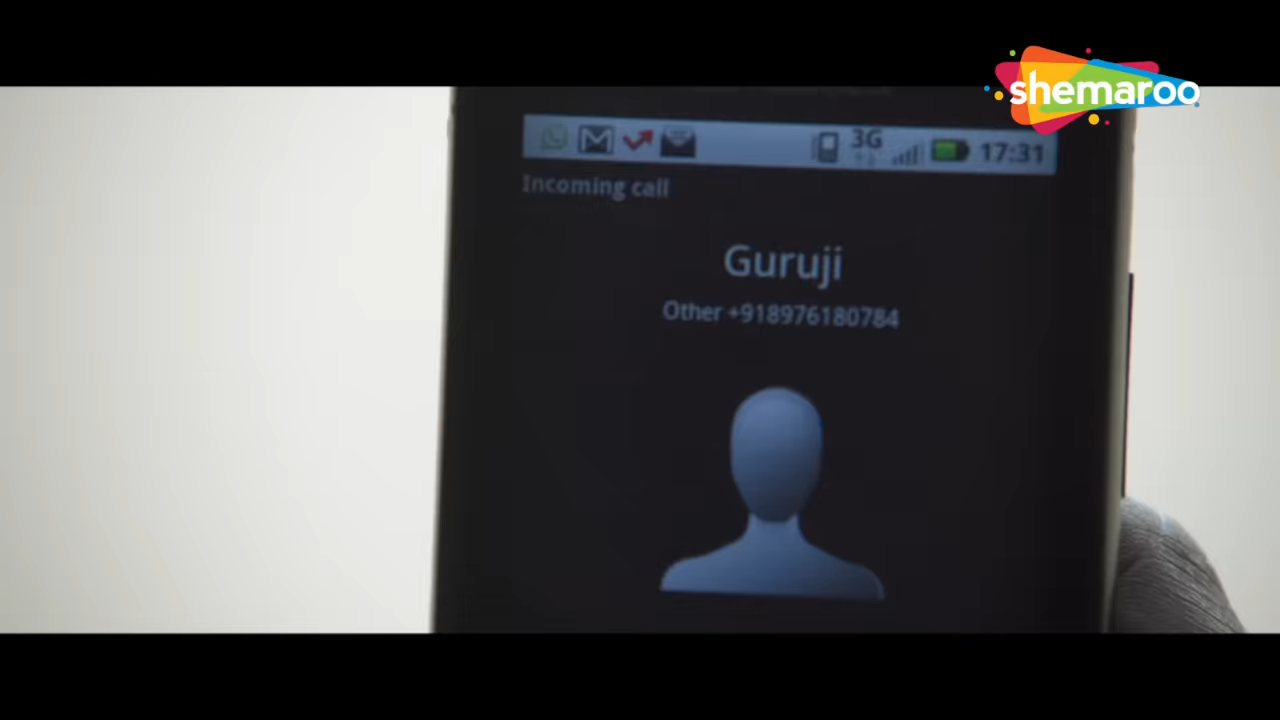 shemaroo
3G 17:31
Incoming call
Guruji
Other +918976180784